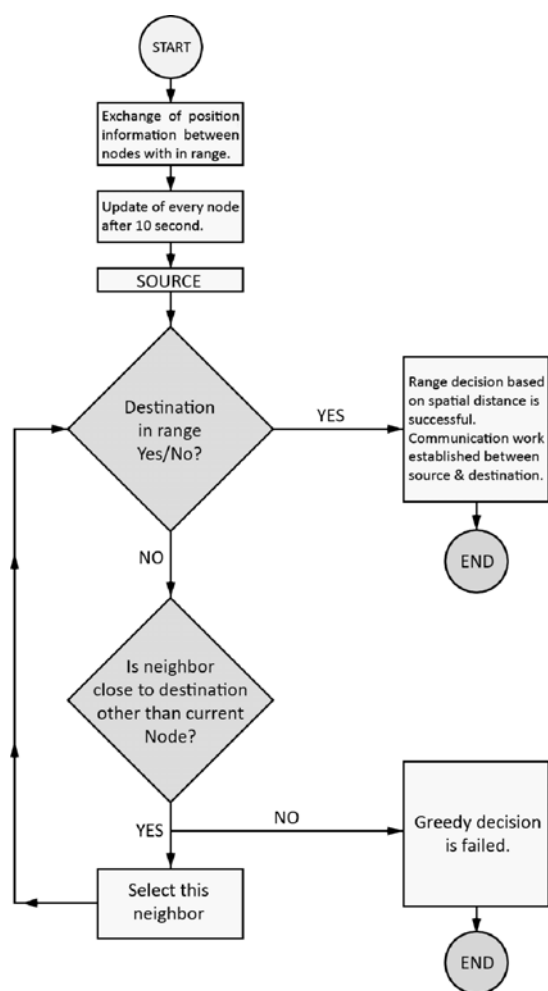 START
Exchange of position
information between
nodes with in range.
Update of every node
after 10 second.
SOURCE
Destination
in range
Yes/No?
YES
Range decision based
on spatial distance is
successful.
Communication work
established between
source & destination.
END
NO
Is neighbor
close to destination
other than current
Node?
YES
NO
Greedy decision
is failed.
Select this
neighbor
END